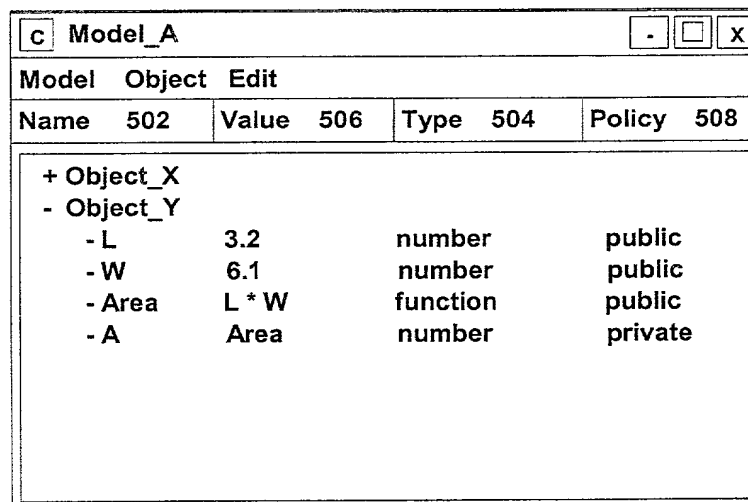 C Model_A - X
Model Object Edit
Name 502 Value 506 Type 504 Policy 508
+ Object_X
- Object_Y
- L 3.2 number public
- W 6.1 number public
- Area L * W function public
- A Area number private